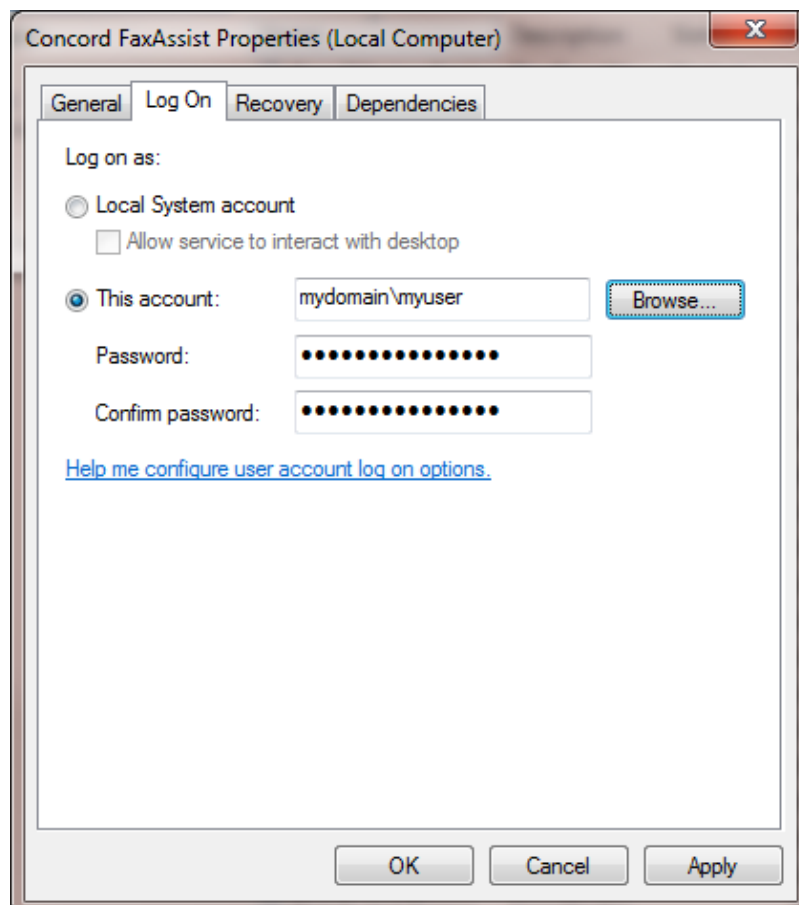 Concord FaxAssist Properties (Local Computer)
General Log On Recovery Dependencies
Log on as:
Local System account
Allow service to interact with desktop
This account: mydomain\myuser Browse...
Password: •••••••••••••••
Confirm password: •••••••••••••••
Help me configure user account log on options.
OK Cancel Apply